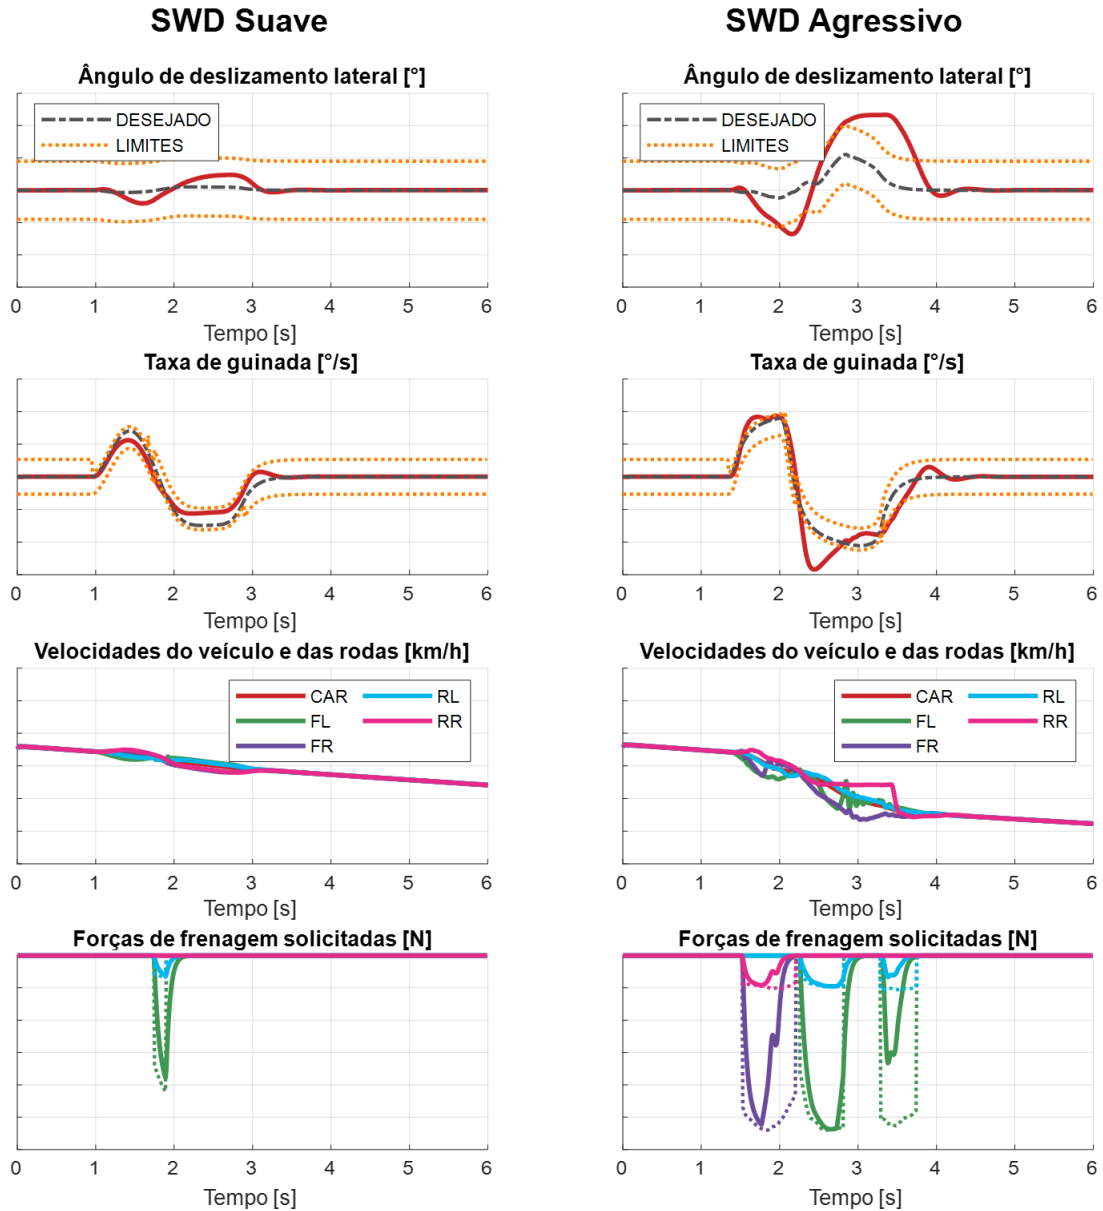 SWD Suave
SWD Agressivo
Ângulo de deslizamento lateral [°]
DESEJADO
LIMITES
0 1 2 3 4 5 6
Tempo [s]
Ângulo de deslizamento lateral [°]
DESEJADO
LIMITES
0 1 2 3 4 5 6
Tempo [s]
Taxa de guinada [°/s]
0 1 2 3 4 5 6
Tempo [s]
Taxa de guinada [°/s]
0 1 2 3 4 5 6
Tempo [s]
Velocidades do veículo e das rodas [km/h]
CAR RL
FL RR
FR
0 1 2 3 4 5 6
Tempo [s]
Velocidades do veículo e das rodas [km/h]
CAR RL
FL RR
FR
0 1 2 3 4 5 6
Tempo [s]
Forças de frenagem solicitadas [N]
0 1 2 3 4 5 6
Tempo [s]
Forças de frenagem solicitadas [N]
0 1 2 3 4 5 6
Tempo [s]